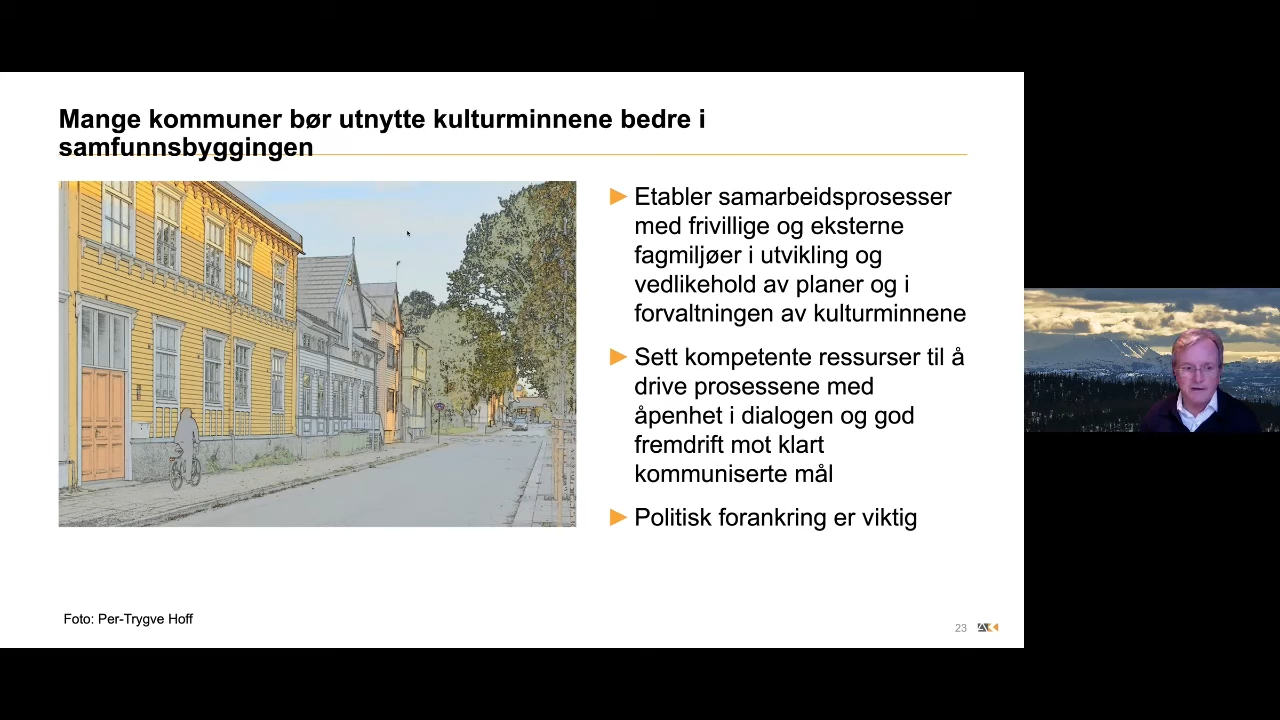 Mange kommuner bør utnytte kulturminnene bedre i
samfunnsbyggingen
Etabler samarbeidsprosesser
med frivillige og eksterne
fagmiljøer i utvikling og
vedlikehold av planer og i
forvaltningen av kulturminnene
Sett kompetente ressurser til å
drive prosessene med
åpenhet i dialogen og god
fremdrift mot klart
kommuniserte mål
Politisk forankring er viktig
Foto: Per-Trygve Hoff
23